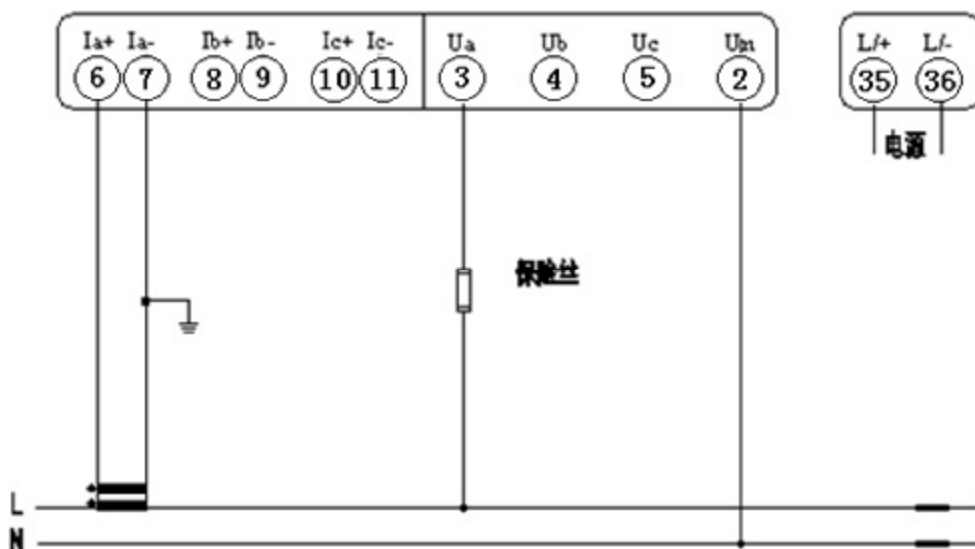 Ia+ Ia- Ib+ Ib- Ic+ Ic- Ua Ub Uc Un L/+ L/-
6 7 8 9 10 11 3 4 5 2 35 36
电源
保险丝
L
N